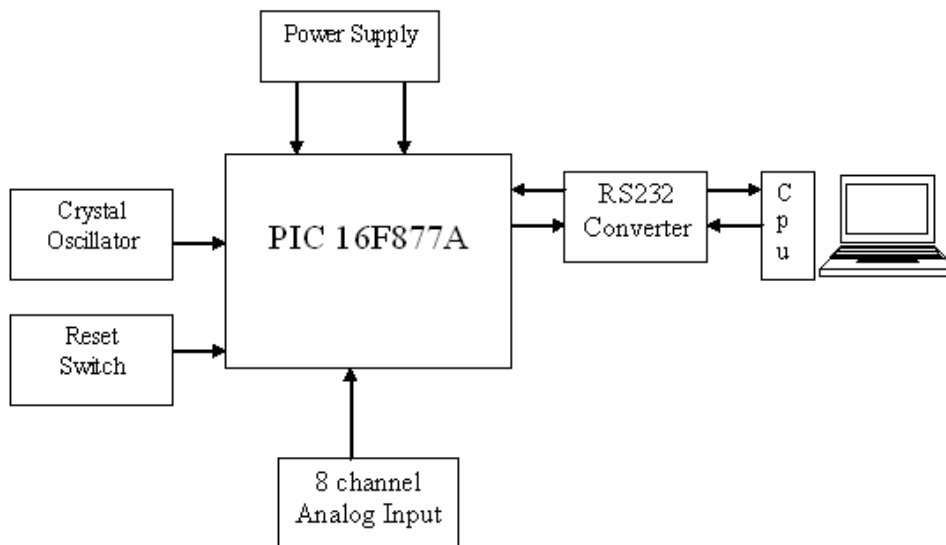 Power Supply
Crystal
Oscillator
PIC 16F877A
RS232
Converter
C
p
u
Reset
Switch
8 channel
Analog Input